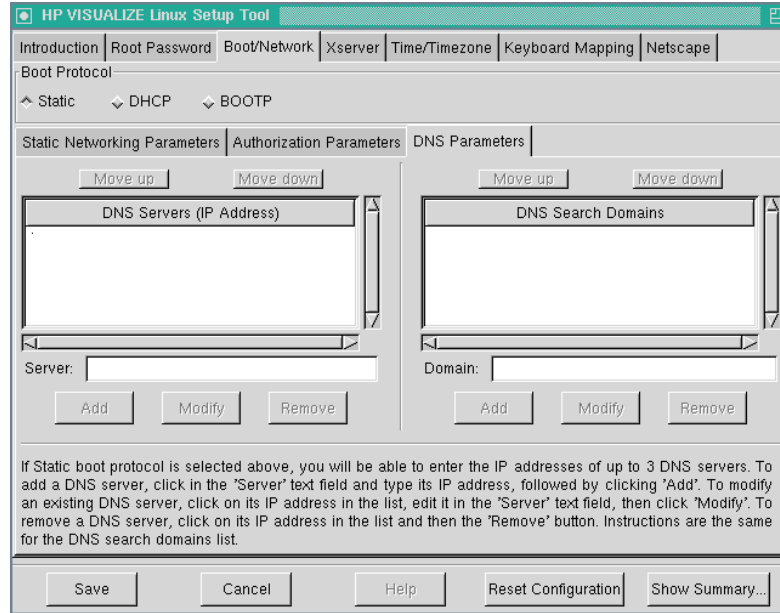 HP VISUALIZE Linux Setup Tool
Introduction Root Password Boot/Network Xserver Time/Timezone Keyboard Mapping Netscape
Boot Protocol
Static DHCP BOOTP
Static Networking Parameters Authorization Parameters DNS Parameters
Move up Move down Move up Move down
DNS Servers (IP Address) DNS Search Domains
Server: Domain:
Add Modify Remove Add Modify Remove
If Static boot protocol is selected above, you will be able to enter the IP addresses of up to 3 DNS servers. To
add a DNS server, click in the 'Server' text field and type its IP address, followed by clicking 'Add'. To modify
an existing DNS server, click on its IP address in the list, edit it in the 'Server' text field, then click 'Modify'. To
remove a DNS server, click on its IP address in the list and then the 'Remove' button. Instructions are the same
for the DNS search domains list.
Save Cancel Help Reset Configuration Show Summary...